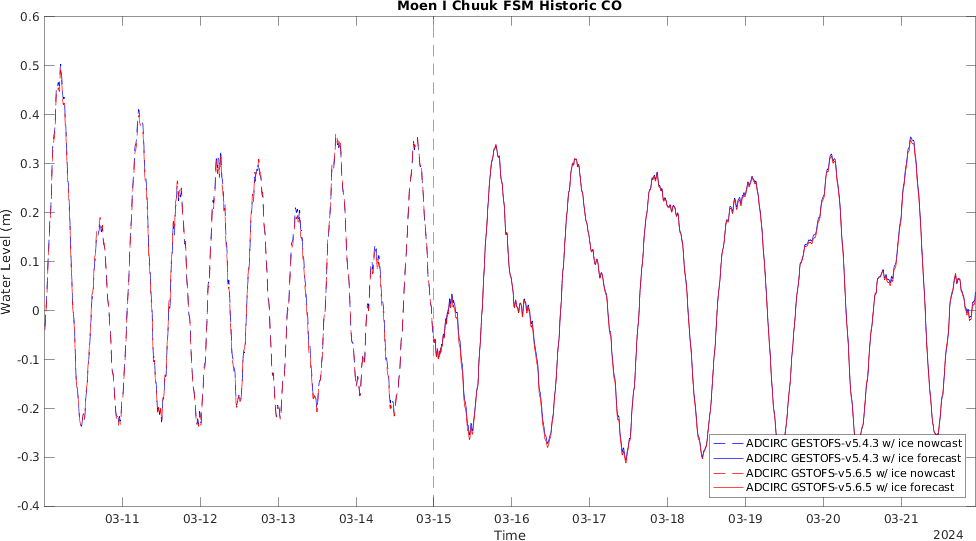 Moen I Chuuk FSM Historic CO
0.6
0.5
0.4
0.3
0.2
0.1
0
-0.1
-0.2
-0.3
-0.4
Water Level (m)
ADCIRC GESTOFS-v5.4.3 w/ ice nowcast
ADCIRC GESTOFS-v5.4.3 w/ ice forecast
ADCIRC GSTOFS-v5.6.5 w/ ice nowcast
ADCIRC GSTOFS-v5.6.5 w/ ice forecast
03-11 03-12 03-13 03-14 03-15 03-16 03-17 03-18 03-19 03-20 03-21
Time
2024